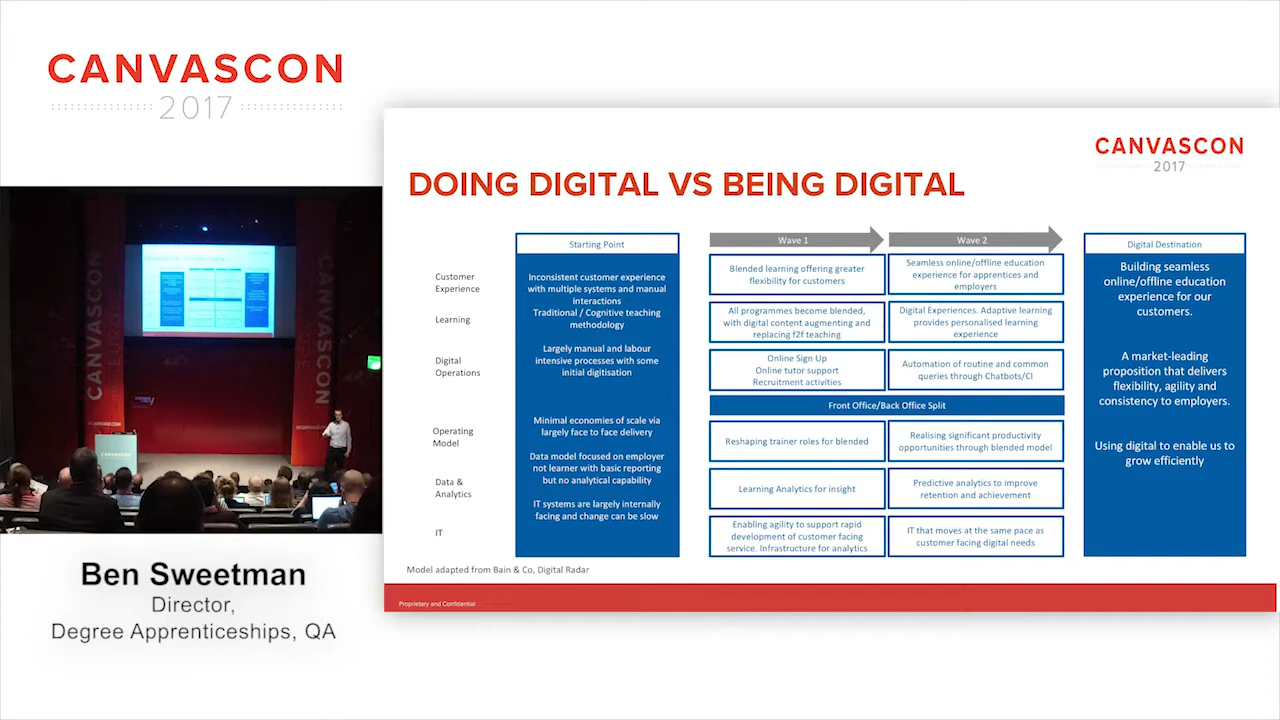 CANVASCON
2017
CANVASCON
CANVASCON
CANVASCON
Ben Sweetman
Director,
Degree Apprenticeships, QA
CANVASCON
2017
DOING DIGITAL VS BEING DIGITAL
Starting Point
Wave 1
Wave 2
Digital Destination
Customer
Experience
Inconsistent customer experience
with multiple systems and manual
interactions
Blended learning offering greater
flexibility for customers
Seamless online/offline education
experience for apprentices and
employers
Learning
Traditional / Cognitive teaching
methodology
All programmes become blended,
with digital content augmenting and
replacing f2f teaching
Digital Experiences. Adaptive learning
provides personalised learning
experience
Digital
Operations
Largely manual and labour
intensive processes with some
initial digitisation
Online Sign Up
Online tutor support
Recruitment activities
Automation of routine and common
queries through Chatbots/CI
Front Office/Back Office Split
Operating
Model
Minimal economies of scale via
largely face to face delivery
Reshaping trainer roles for blended
Realising significant productivity
opportunities through blended model
Data &
Analytics
Data model focused on employer
not learner with basic reporting
but no analytical capability
Learning Analytics for insight
Predictive analytics to improve
retention and achievement
IT
IT systems are largely internally
facing and change can be slow
Enabling agility to support rapid
development of customer facing
service. Infrastructure for analytics
IT that moves at the same pace as
customer facing digital needs
Building seamless
online/offline education
experience for our
customers.
A market-leading
proposition that delivers
flexibility, agility and
consistency to employers.
Using digital to enable us to
grow efficiently
Model adapted from Bain & Co, Digital Radar
Proprietary and Confidential